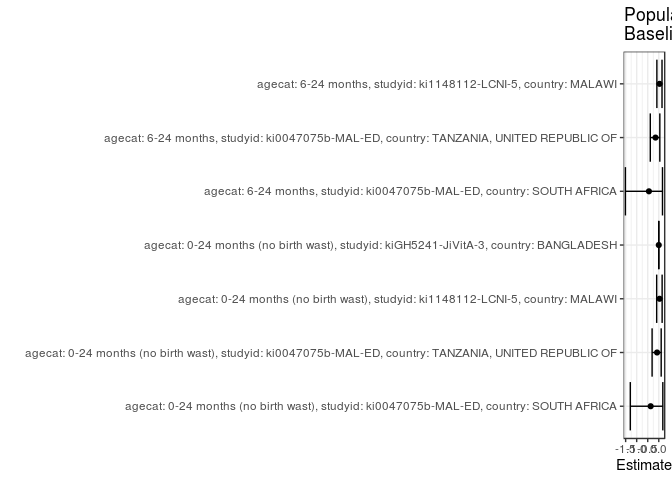 Popula
Baseli
agecat: 6-24 months, studyid: ki1148112-LCNI-5, country: MALAWI
agecat: 6-24 months, studyid: ki0047075b-MAL-ED, country: TANZANIA, UNITED REPUBLIC OF
agecat: 6-24 months, studyid: ki0047075b-MAL-ED, country: SOUTH AFRICA
agecat: 0-24 months (no birth wast), studyid: kiGH5241-JiVitA-3, country: BANGLADESH
agecat: 0-24 months (no birth wast), studyid: ki1148112-LCNI-5, country: MALAWI
agecat: 0-24 months (no birth wast), studyid: ki0047075b-MAL-ED, country: TANZANIA, UNITED REPUBLIC OF
agecat: 0-24 months (no birth wast), studyid: ki0047075b-MAL-ED, country: SOUTH AFRICA
Estimate